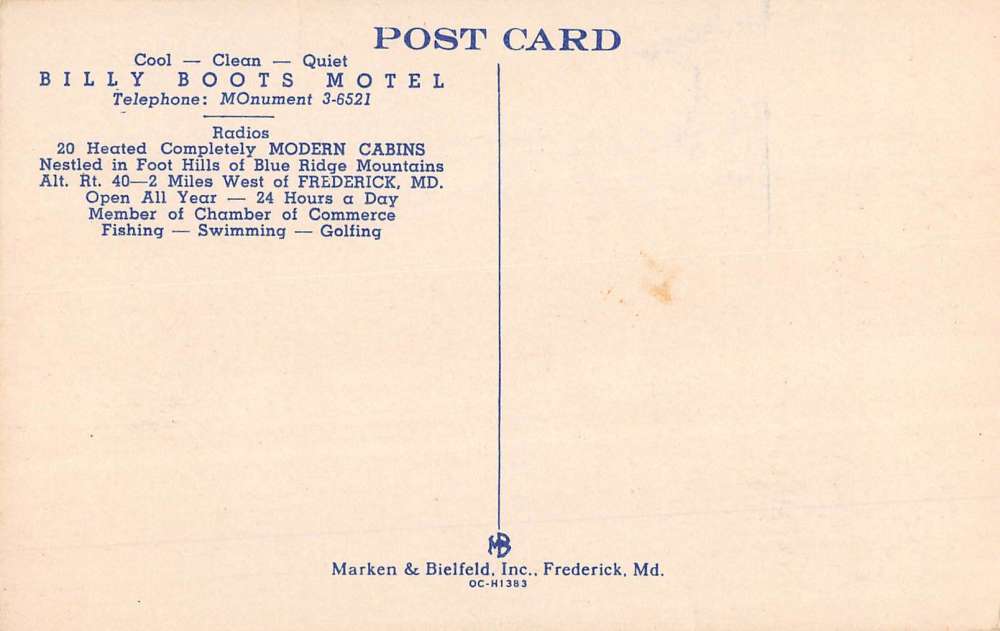 POST CARD
Cool — Clean — Quiet
BILLY BOOTS MOTEL
Telephone: MOnument 3-6521
Radios
20 Heated Completely MODERN CABINS
Nestled in Foot Hills of Blue Ridge Mountains
Alt. Rt. 40—2 Miles West of FREDERICK, MD.
Open All Year — 24 Hours a Day
Member of Chamber of Commerce
Fishing — Swimming — Golfing
MB
Marken & Bielfeld, Inc., Frederick, Md.
OC-H1383